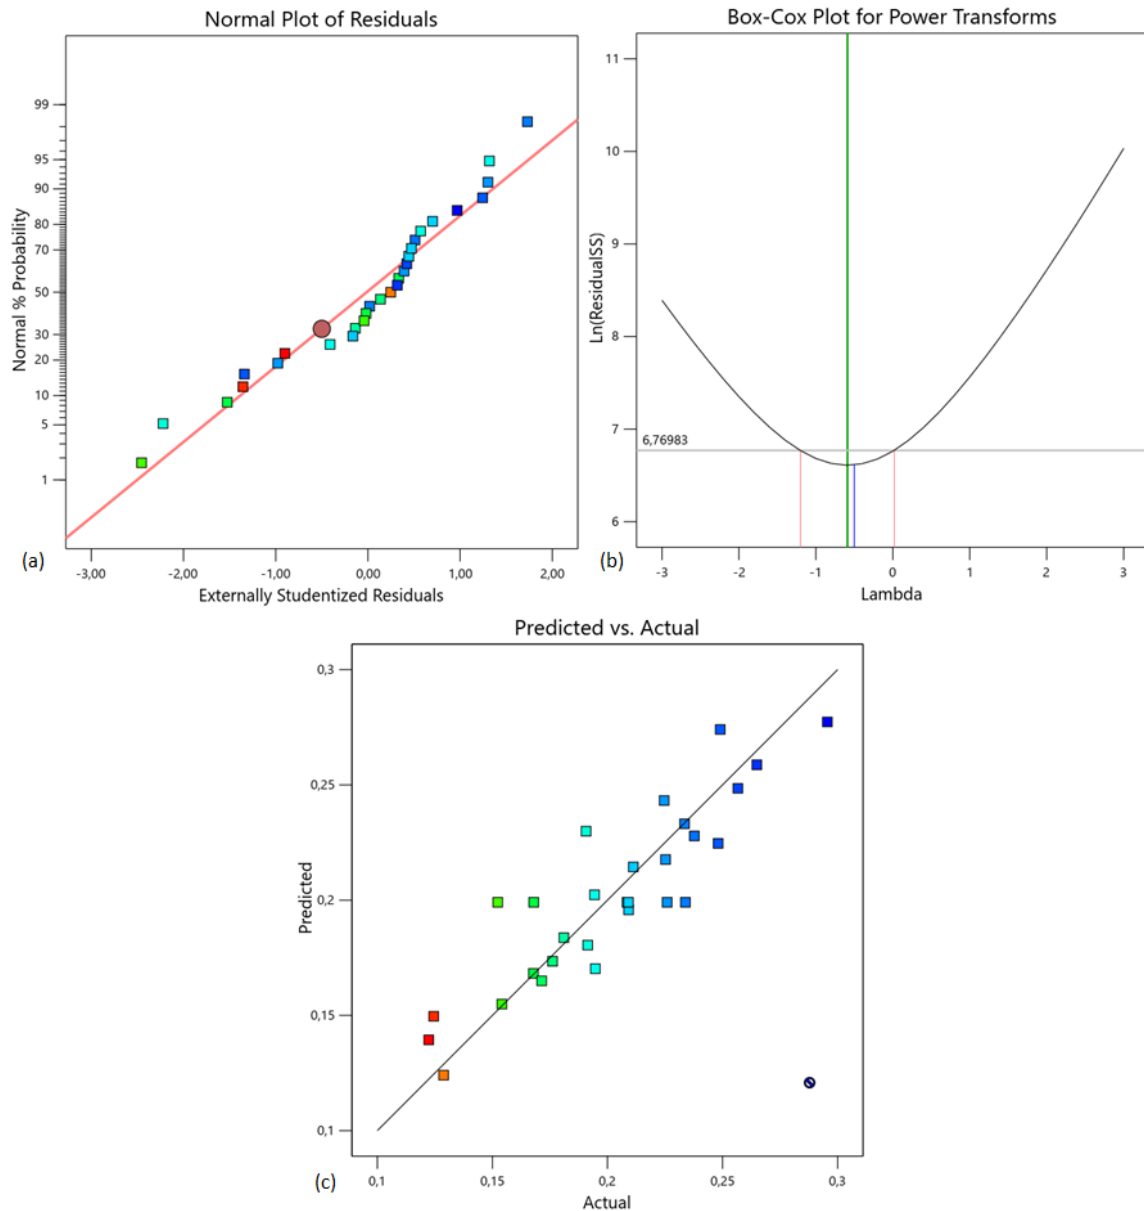 Normal Plot of Residuals
Normal % Probability
99
95
90
80
70
50
30
20
10
5
1
-3,00 -2,00 -1,00 0,00 1,00 2,00
Externally Studentized Residuals
(a)
Box-Cox Plot for Power Transforms
Ln(ResidualSS)
11
10
9
8
7
6
6,76983
-3 -2 -1 0 1 2 3
Lambda
(b)
Predicted vs. Actual
Predicted
0,3
0,25
0,2
0,15
0,1
0,1 0,15 0,2 0,25 0,3
Actual
(c)